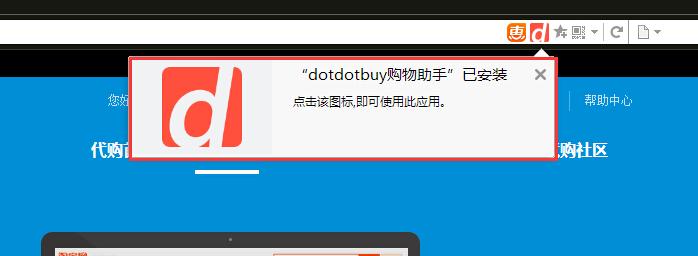 惠 d
"dotdotbuy购物助手"已安装
d
点击该图标,即可使用此应用。
您好
帮助中心
代购
购社区